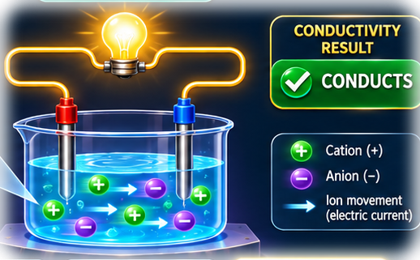 CONDUCTIVITY
RESULT
CONDUCTS
Cation (+)
Anion (−)
Ion movement
(electric current)